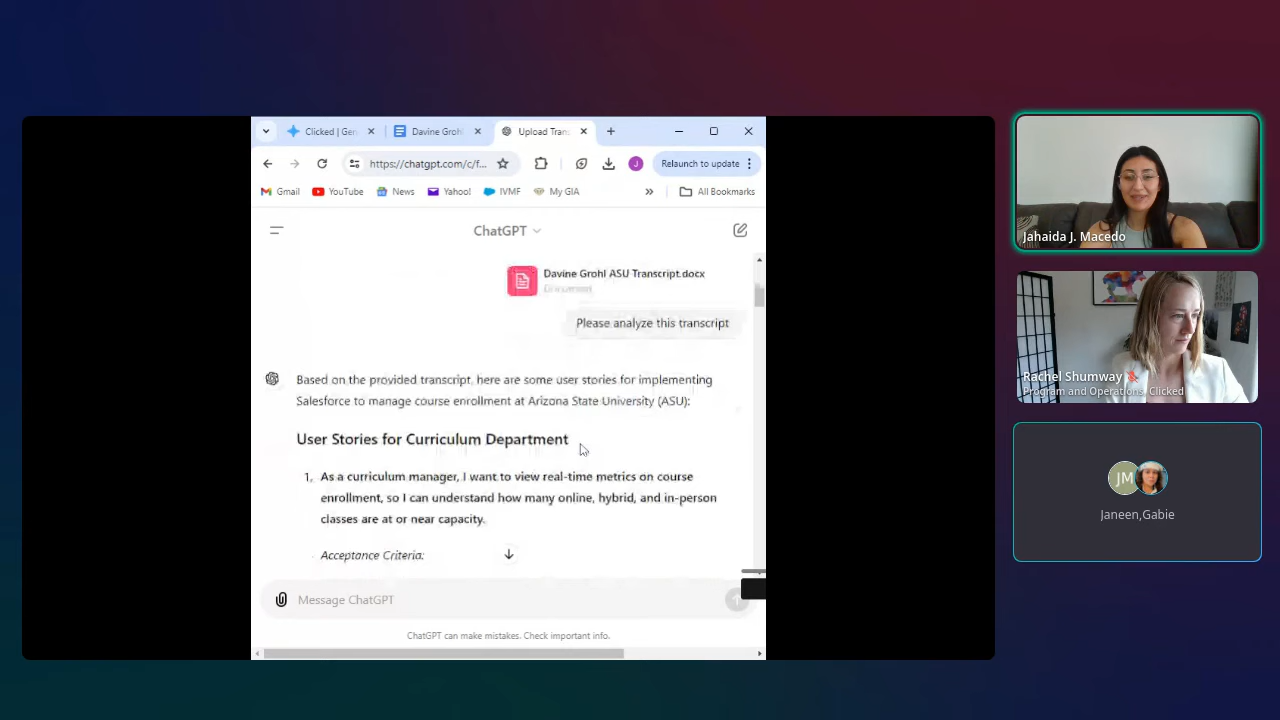 Clicked | Gen
Davine Grohl
Upload Tran
https://chatgpt.com/c/f...
J
Relaunch to update
Gmail
YouTube
News
Yahoo!
IVMF
My GIA
»
All Bookmarks
ChatGPT
Davine Grohl ASU Transcript.docx
Document
Please analyze this transcript
Based on the provided transcript, here are some user stories for implementing
Salesforce to manage course enrollment at Arizona State University (ASU):
User Stories for Curriculum Department
1. As a curriculum manager, I want to view real-time metrics on course
enrollment, so I can understand how many online, hybrid, and in-person
classes are at or near capacity.
Acceptance Criteria:
Message ChatGPT
ChatGPT can make mistakes. Check important info.
Jahaida J. Macedo
Rachel Shumway
Program and Operations, Clicked
JM
Janeen,Gabie